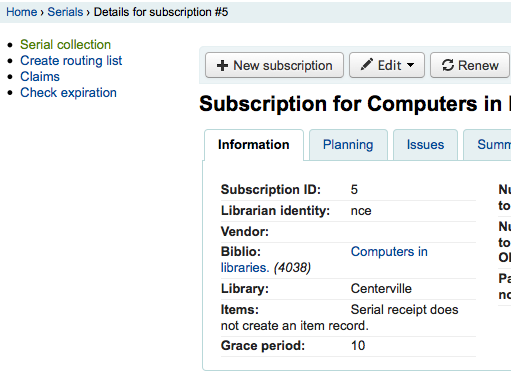 Home › Serials › Details for subscription #5
Serial collection
Create routing list
Claims
Check expiration
New subscription Edit Renew
Subscription for Computers in
Information Planning Issues Summ
Subscription ID: 5
Librarian identity: nce
Vendor:
Biblio: Computers in
libraries. (4038)
Library: Centerville
Items: Serial receipt does
not create an item record.
Grace period: 10
Nu
to
Nu
to
Pa
no